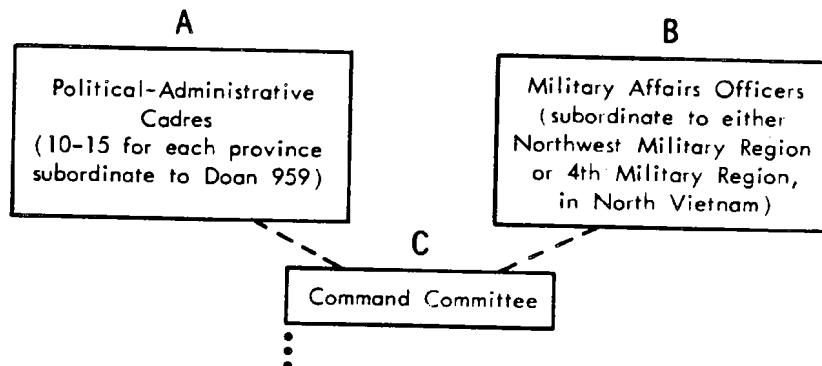 A
Political-Administrative
Cadres
(10-15 for each province
subordinate to Doan 959)
B
Military Affairs Officers
(subordinate to either
Northwest Military Region
or 4th Military Region,
in North Vietnam)
C
Command Committee